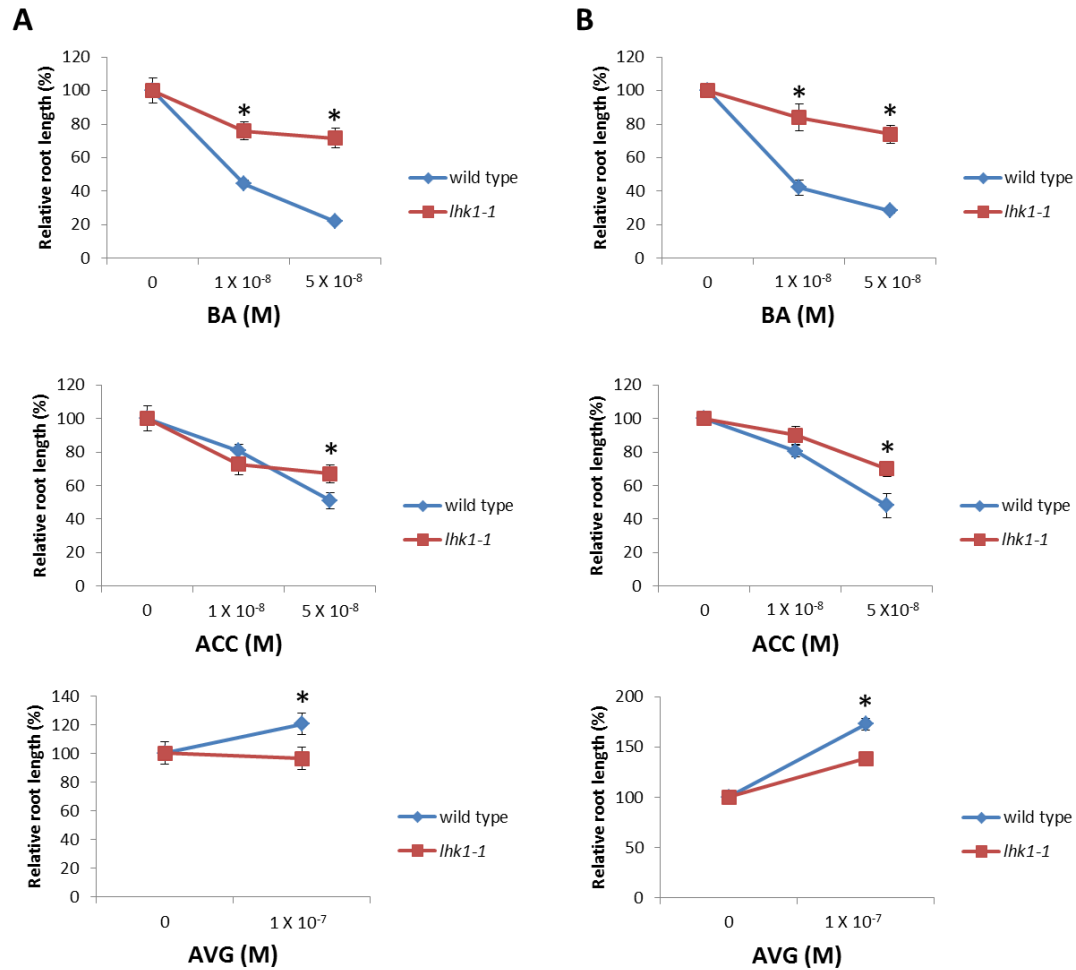 A
120
100
80
60
40
20
0
Relative root length (%)
*
*
0
1 X 10⁻⁸
5 X 10⁻⁸
BA (M)
wild type
lhk1-1
B
120
100
80
60
40
20
0
Relative root length (%)
*
*
0
1 X 10⁻⁸
5 X 10⁻⁸
BA (M)
wild type
lhk1-1
120
100
80
60
40
20
0
Relative root length (%)
*
0
1 X 10⁻⁸
5 X 10⁻⁸
ACC (M)
wild type
lhk1-1
120
100
80
60
40
20
0
Relative root length(%)
*
0
1 X 10⁻⁸
5 X10⁻⁸
ACC (M)
wild type
lhk1-1
140
120
100
80
60
40
20
0
Relative root length (%)
*
0
1 X 10⁻⁷
AVG (M)
wild type
lhk1-1
200
150
100
50
0
Relative root length (%)
*
0
1 X 10⁻⁷
AVG (M)
wild type
lhk1-1